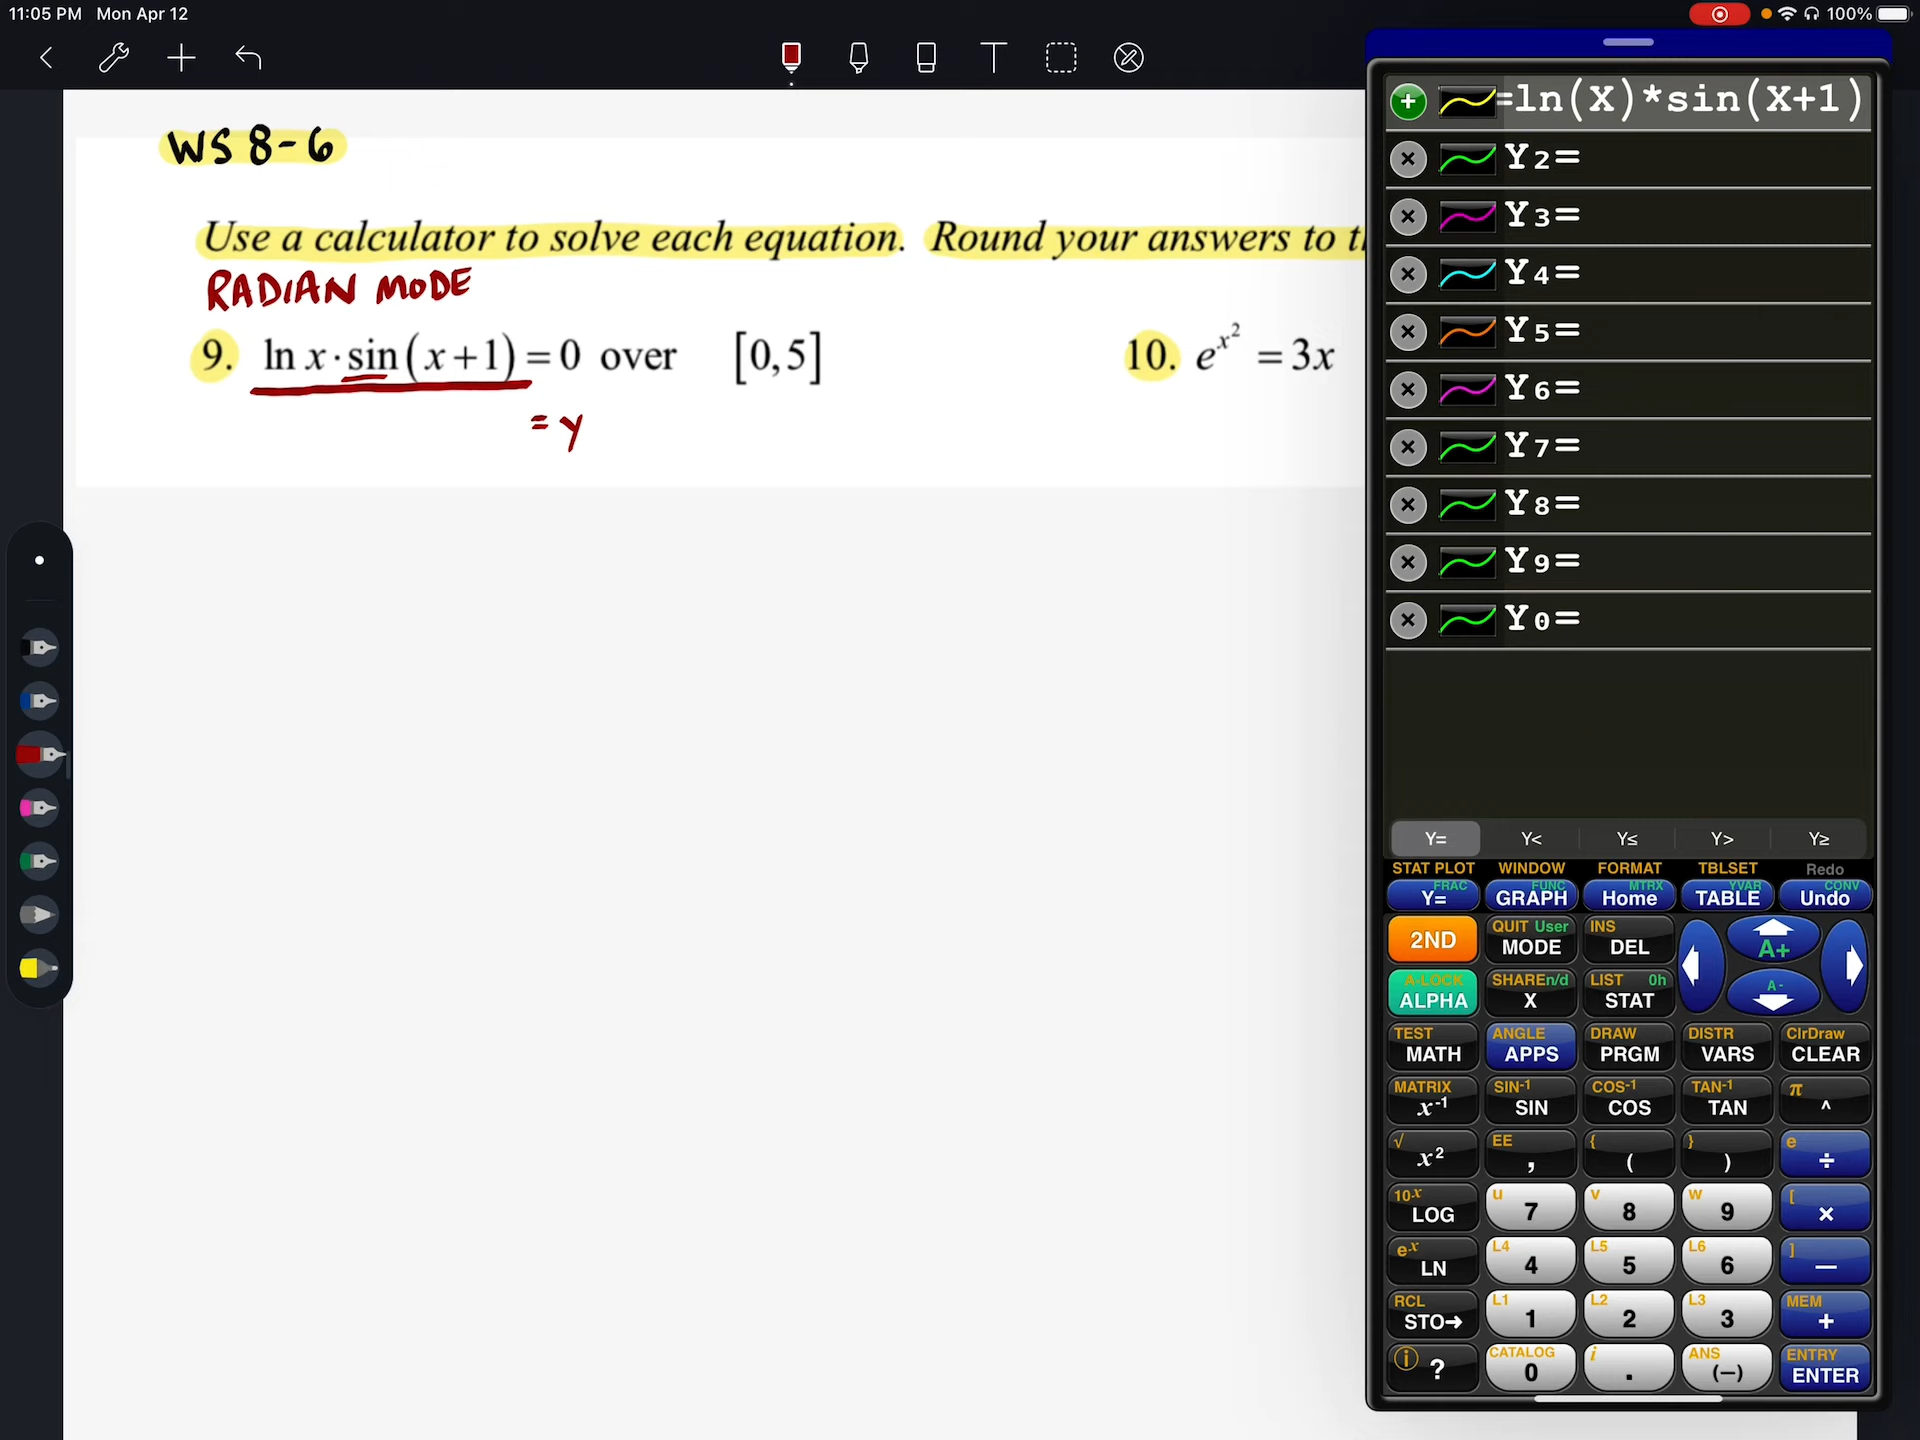 11:05 PM Mon Apr 12
100%
WS 8-6
Use a calculator to solve each equation. Round your answers to t
RADIAN MODE
9. ln x · sin(x+1) = 0 over [0,5]
10. e^{x^2} = 3x
= y
=ln(X)*sin(X+1)
Y2=
Y3=
Y4=
Y5=
Y6=
Y7=
Y8=
Y9=
Y0=
Y= Y< Y≤ Y> Y≥
STAT PLOT WINDOW FORMAT TBLSET Redo
FRAC FUNC MTRX YVAR CONV
Y= GRAPH Home TABLE Undo
QUIT User INS
2ND MODE DEL A+
A-LOCK SHARE n/d LIST 0h A-
ALPHA X STAT
TEST ANGLE DRAW DISTR ClrDraw
MATH APPS PRGM VARS CLEAR
MATRIX SIN-1 COS-1 TAN-1 π
x-1 SIN COS TAN ^
√ EE { } e
x2 , ( ) ÷
10x u v w [
LOG 7 8 9 ×
ex L4 L5 L6 ]
LN 4 5 6 —
RCL L1 L2 L3 MEM
STO→ 1 2 3 +
i CATALOG i ANS ENTRY
? 0 . (—) ENTER